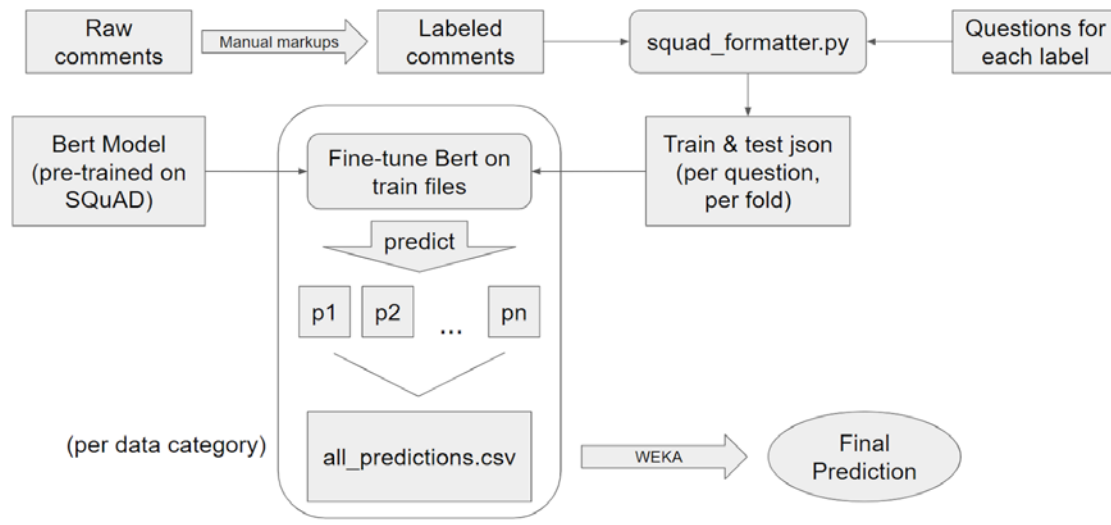 Raw
comments
Manual markups
Labeled
comments
squad_formatter.py
Questions for
each label
Bert Model
(pre-trained on
SQuAD)
Fine-tune Bert on
train files
Train & test json
(per question,
per fold)
predict
p1
p2
...
pn
(per data category)
all_predictions.csv
WEKA
Final
Prediction